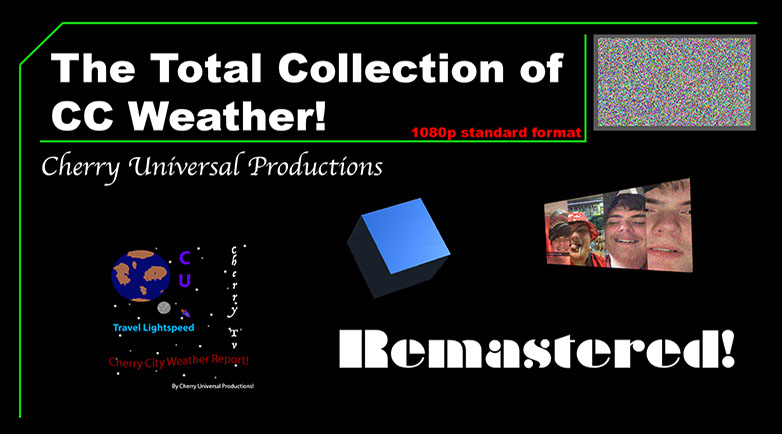 The Total Collection of
CC Weather!
1080p standard format
Cherry Universal Productions
C
U
cherry Tv
Travel Lightspeed
Cherry City Weather Report!
By Cherry Universal Productions!
Remastered!